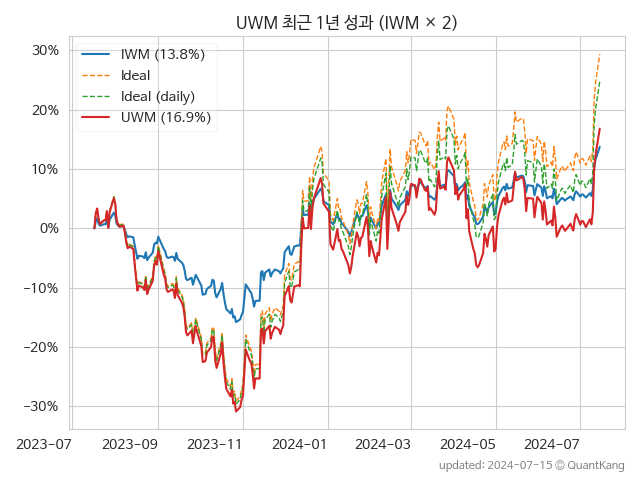 UWM 최근 1년 성과 (IWM × 2)
IWM (13.8%)
Ideal
Ideal (daily)
UWM (16.9%)
30%
20%
10%
0%
−10%
−20%
−30%
2023-07 2023-09 2023-11 2024-01 2024-03 2024-05 2024-07
updated: 2024-07-15 © QuantKang